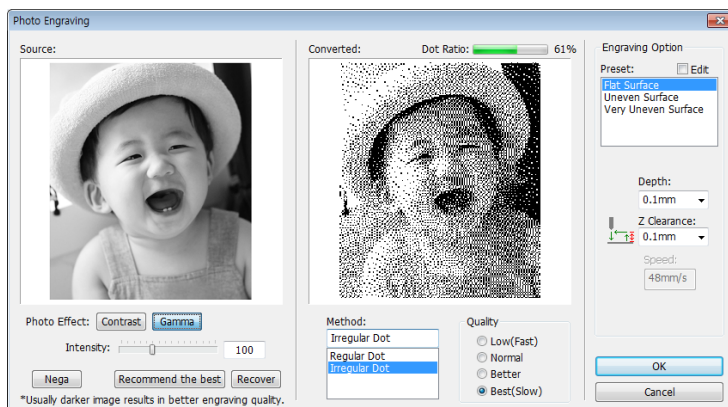 Photo Engraving
Source:
Converted:
Dot Ratio:
61%
Engraving Option
Preset:
Edit
Flat Surface
Uneven Surface
Very Uneven Surface
Depth:
0.1mm
Z Clearance:
0.1mm
Speed:
48mm/s
Photo Effect:
Contrast
Gamma
Intensity:
100
Nega
Recommend the best
Recover
*Usually darker image results in better engraving quality.
Method:
Irregular Dot
Regular Dot
Irregular Dot
Quality
Low(Fast)
Normal
Better
Best(Slow)
OK
Cancel